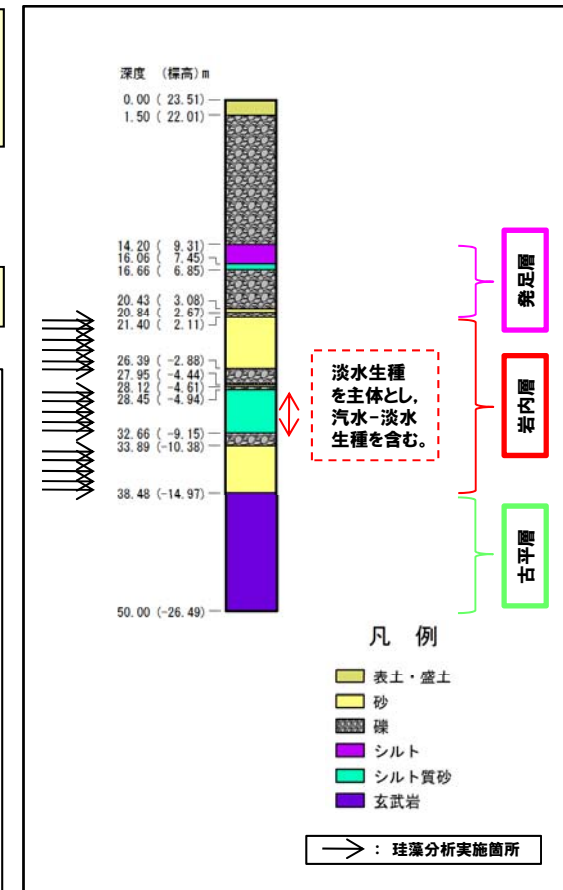 深度 (標高) m
0.00 ( 23.51)
1.50 ( 22.01)
14.20 ( 9.31)
16.06 ( 7.45)
16.66 ( 6.85)
20.43 ( 3.08)
20.84 ( 2.67)
21.40 ( 2.11)
26.39 ( -2.88)
27.95 ( -4.44)
28.12 ( -4.61)
28.45 ( -4.94)
32.66 ( -9.15)
33.89 (-10.38)
38.48 (-14.97)
50.00 (-26.49)
淡水生種
を主体とし,
汽水-淡水
生種を含む。
発足層
岩内層
古平層
凡 例
表土・盛土
砂
礫
シルト
シルト質砂
玄武岩
: 珪藻分析実施箇所